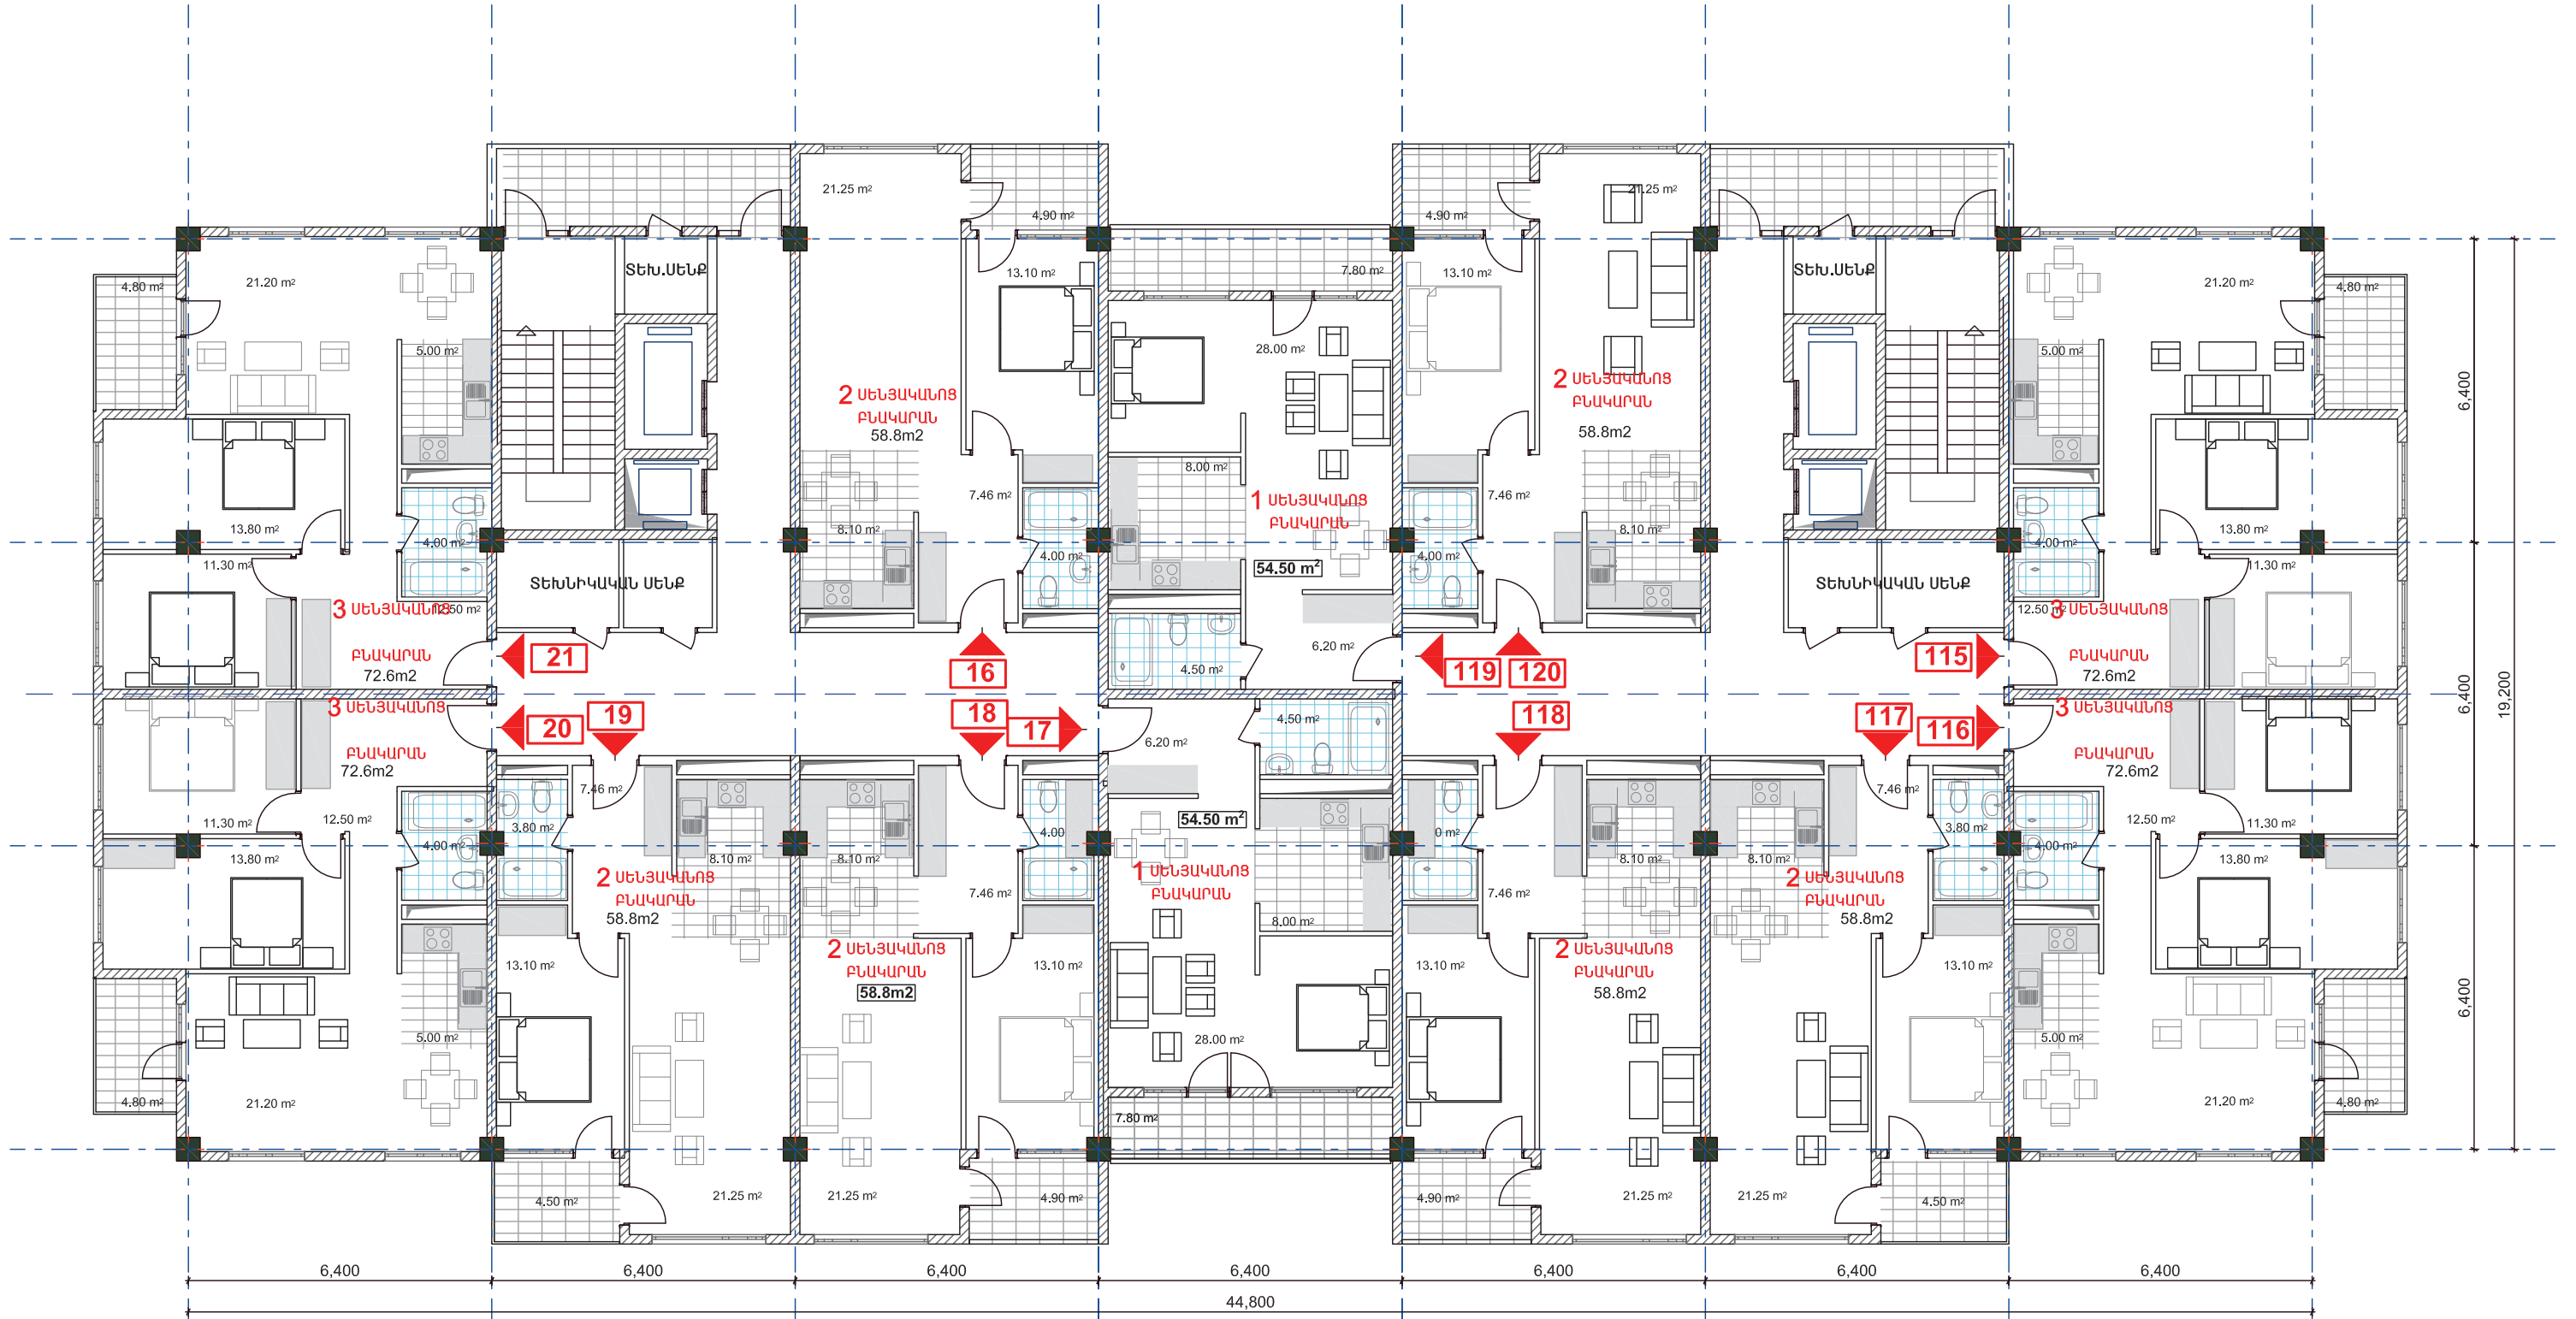 21.25 m²
4.90 m²
4.90 m²
21.25 m²
ՏԵԽ.ՍԵՆՔ
13.10 m²
7.80 m²
13.10 m²
ՏԵԽ.ՍԵՆՔ
4.80 m²
21.20 m²
21.20 m²
4.80 m²
5.00 m²
28.00 m²
5.00 m²
2 ՍԵՆՅԱԿԱՆՈՑ
ԲՆԱԿԱՐԱՆ
58.8m2
2 ՍԵՆՅԱԿԱՆՈՑ
ԲՆԱԿԱՐԱՆ
58.8m2
6,400
8.00 m²
7.46 m²
1 ՍԵՆՅԱԿԱՆՈՑ
ԲՆԱԿԱՐԱՆ
7.46 m²
12.50 m²
13.80 m²
8.10 m²
8.10 m²
13.80 m²
4.00 m²
4.00 m²
4.00 m²
4.00 m²
11.30 m²
54.50 m²
11.30 m²
ՏԵԽՆԻԿԱԿԱՆ ՍԵՆՔ
ՏԵԽՆԻԿԱԿԱՆ ՍԵՆՔ
3 ՍԵՆՅԱԿԱՆՈՑ
12.50 m²
ԲՆԱԿԱՐԱՆ
72.6m2
12.50 m²
3 ՍԵՆՅԱԿԱՆՈՑ
ԲՆԱԿԱՐԱՆ
72.6m2
6.20 m²
4.50 m²
21
16
119
120
115
6,400
19,200
3 ՍԵՆՅԱԿԱՆՈՑ
ԲՆԱԿԱՐԱՆ
72.6m2
3 ՍԵՆՅԱԿԱՆՈՑ
ԲՆԱԿԱՐԱՆ
72.6m2
20
19
18
17
118
117
116
4.50 m²
6.20 m²
7.46 m²
7.46 m²
11.30 m²
12.50 m²
3.80 m²
4.00
54.50 m²
0 m²
3.80 m²
12.50 m²
11.30 m²
13.80 m²
4.00 m²
8.10 m²
8.10 m²
8.10 m²
8.10 m²
4.00 m²
13.80 m²
2 ՍԵՆՅԱԿԱՆՈՑ
ԲՆԱԿԱՐԱՆ
58.8m2
1 ՍԵՆՅԱԿԱՆՈՑ
ԲՆԱԿԱՐԱՆ
2 ՍԵՆՅԱԿԱՆՈՑ
ԲՆԱԿԱՐԱՆ
58.8m2
7.46 m²
7.46 m²
8.00 m²
2 ՍԵՆՅԱԿԱՆՈՑ
ԲՆԱԿԱՐԱՆ
58.8m2
2 ՍԵՆՅԱԿԱՆՈՑ
ԲՆԱԿԱՐԱՆ
58.8m2
13.10 m²
13.10 m²
13.10 m²
13.10 m²
6,400
5.00 m²
28.00 m²
5.00 m²
4.80 m²
21.20 m²
7.80 m²
21.20 m²
4.80 m²
4.50 m²
21.25 m²
21.25 m²
4.90 m²
4.90 m²
21.25 m²
21.25 m²
4.50 m²
6,400
6,400
6,400
6,400
6,400
6,400
6,400
44,800